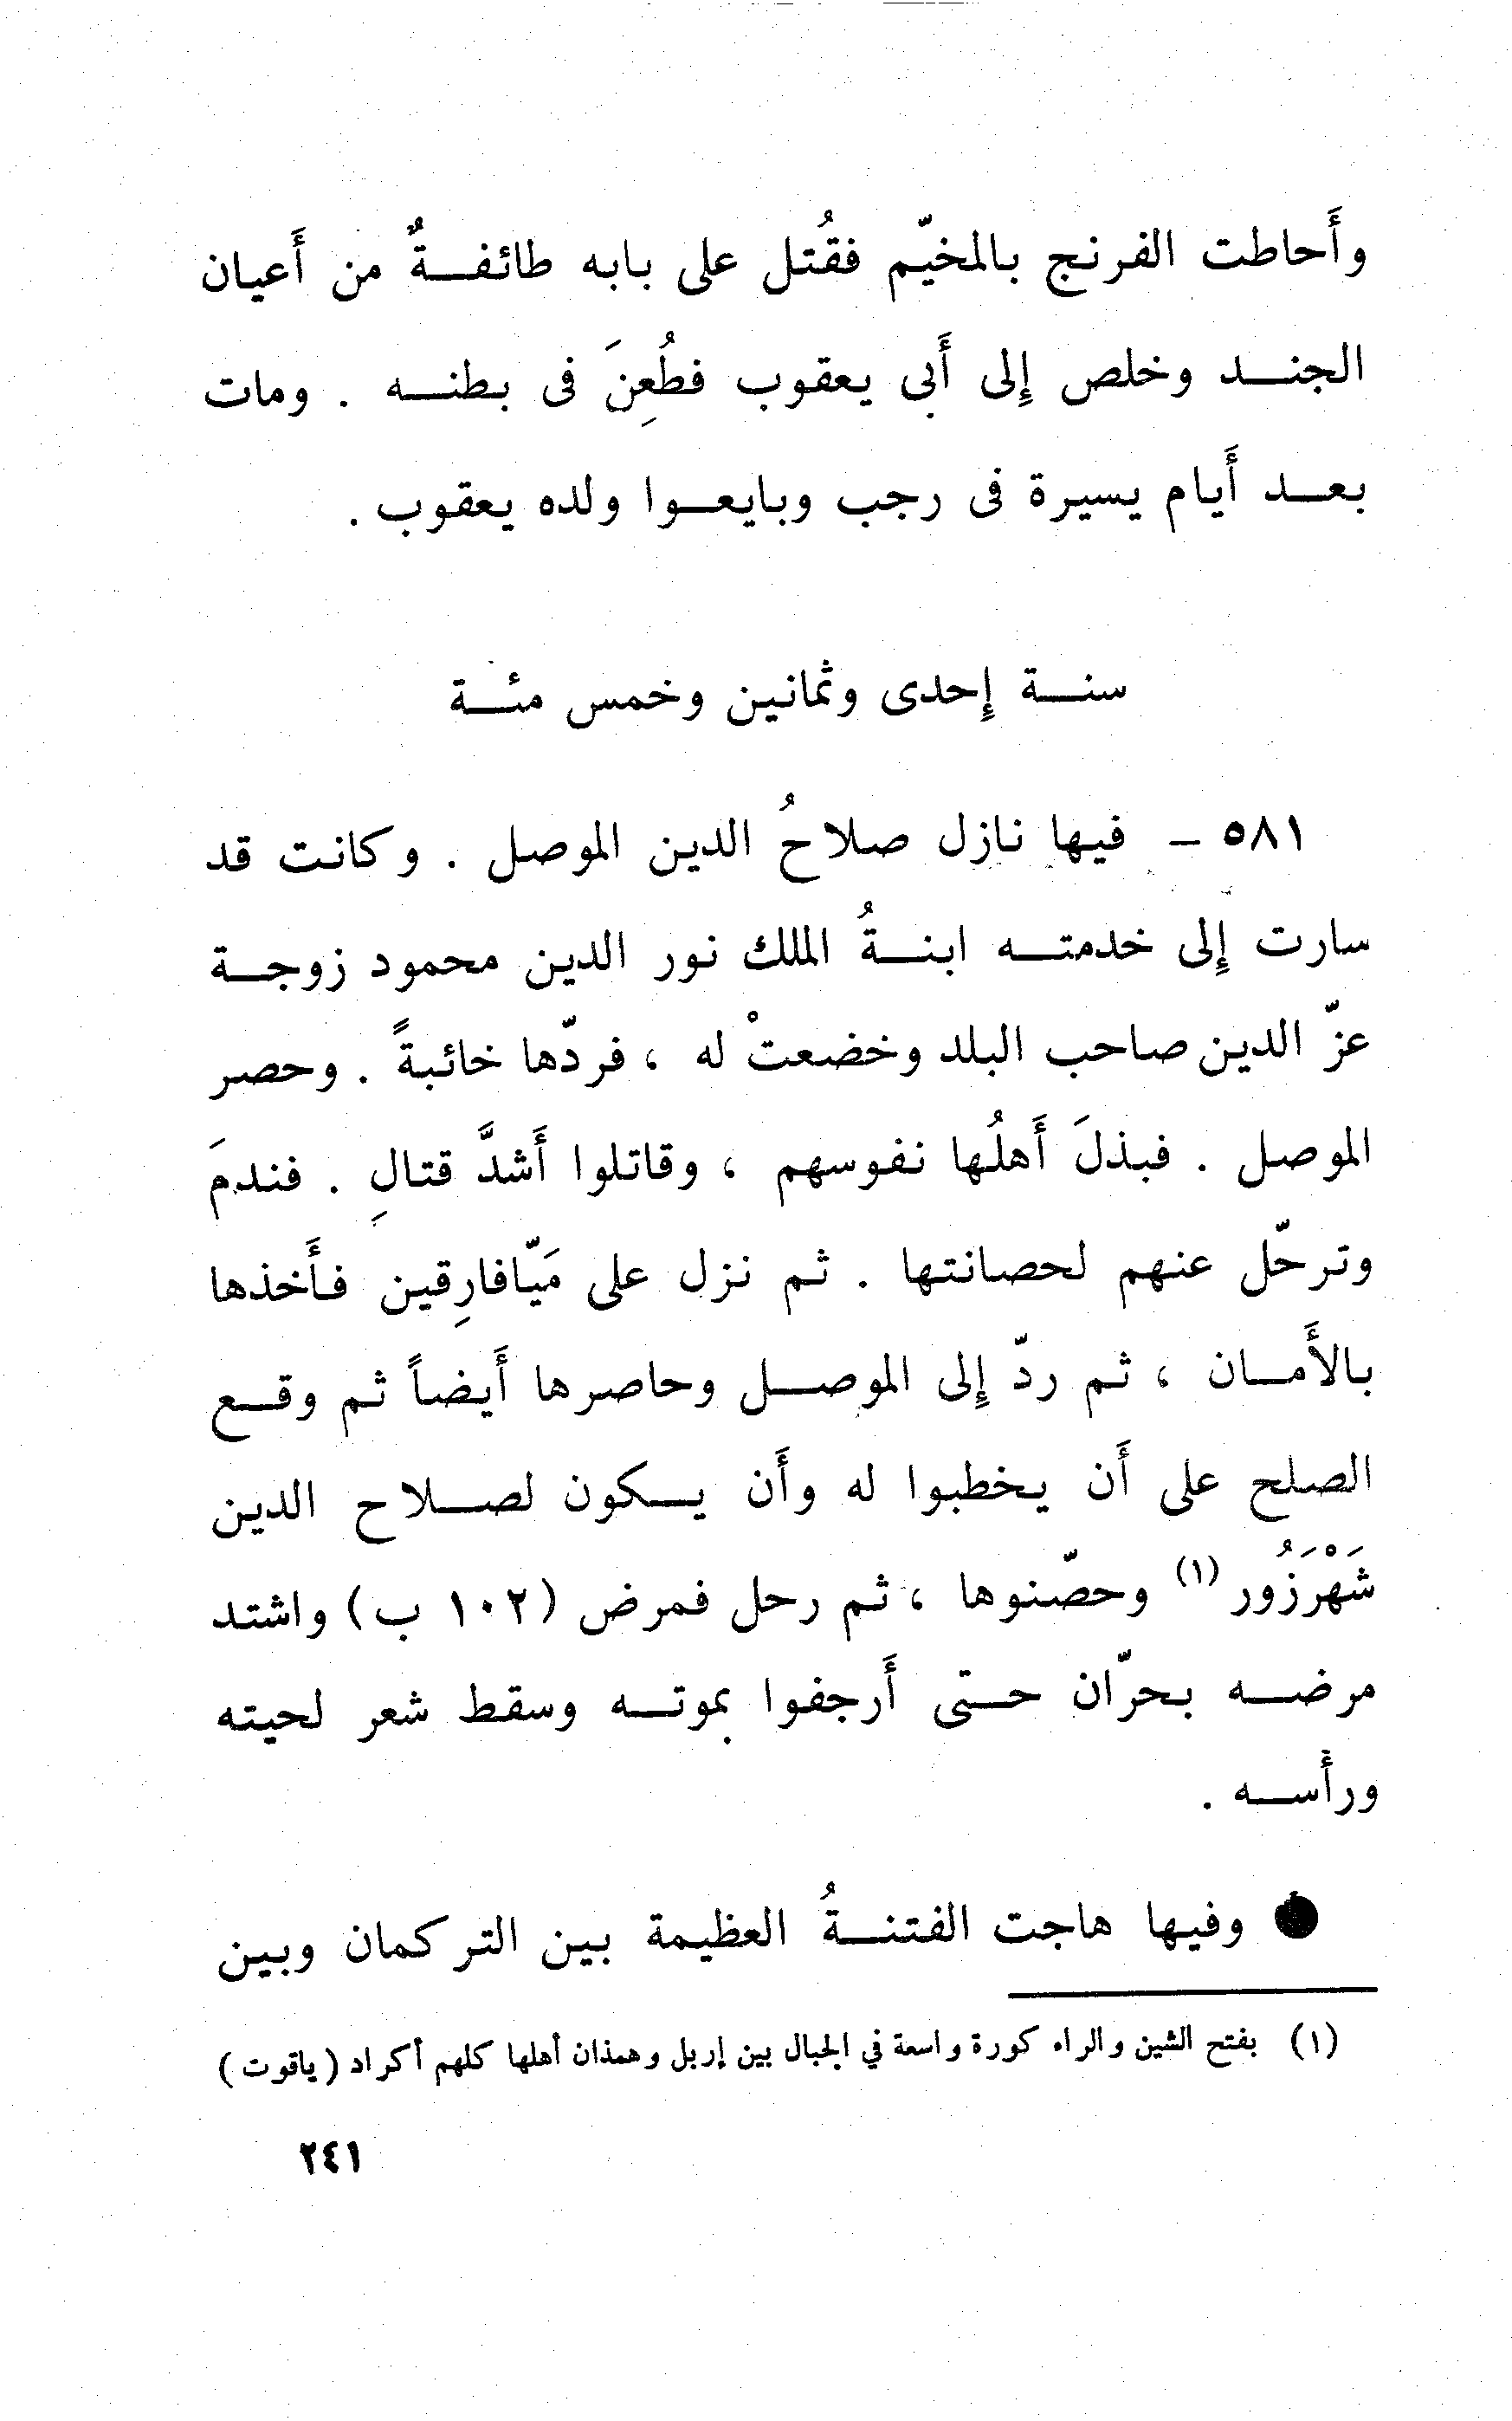 وأَحاطت الفرنج بالمخيّم فقُتل على بابه طائفةٌ من أَعيان
الجند وخلص إِلى أَبى يعقوب فطُعِنَ فى بطنه . ومات
بعد أَيام يسيرة فى رجب وبايعوا ولده يعقوب .
سنة إِحدى وثمانين وخمس مئة
٥٨١ – فيها نازل صلاحُ الدين الموصل . وكانت قد
سارت إِلى خدمته ابنةُ الملك نور الدين محمود زوجة
عزّ الدين صاحب البلد وخضعتْ له ، فردّها خائبةً . وحصر
الموصل . فبذلَ أَهلُها نفوسهم ، وقاتلوا أَشدَّ قتالِ . فندمَ
وترحّل عنهم لحصانتها . ثم نزل على مَيّافارِقين فأَخذها
بالأَمان ، ثم ردّ إِلى الموصل وحاصرها أَيضاً ثم وقع
الصلح على أَن يخطبوا له وأَن يكون لصلاح الدين
شَهْرَزُور (١) وحصّنوها ، ثم رحل فمرض (١٠٢ ب) واشتد
مرضه بحرّان حتى أَرجفوا بموته وسقط شعر لحيته
ورأسه .
● وفيها هاجت الفتنةُ العظيمة بين التركمان وبين
(١) بفتح الشين والراء كورة واسعة في الجبال بين إربل وهمذان أهلها كلهم أكراد (ياقوت)
٢٤١